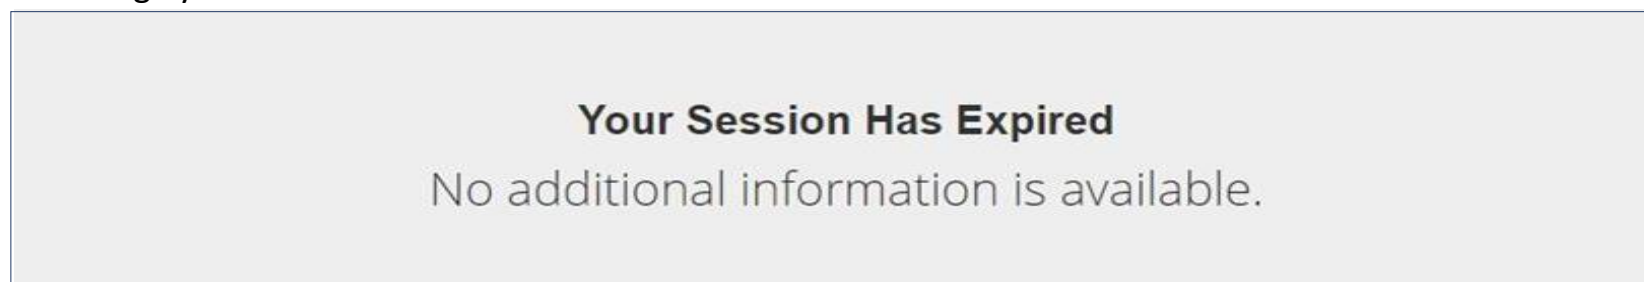 Your Session Has Expired
No additional information is available.